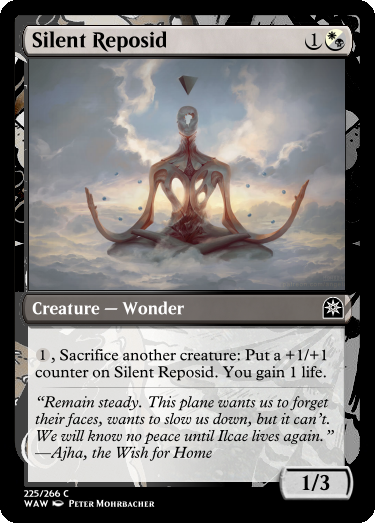 Silent Reposid 1
Creature — Wonder
1, Sacrifice another creature: Put a +1/+1
counter on Silent Reposid. You gain 1 life.
“Remain steady. This plane wants us to forget
their faces, wants to slow us down, but it can’t.
We will know no peace until Ilcae lives again.”
—Ajha, the Wish for Home
1/3
225/266 C
WAW Peter Mohrbacher